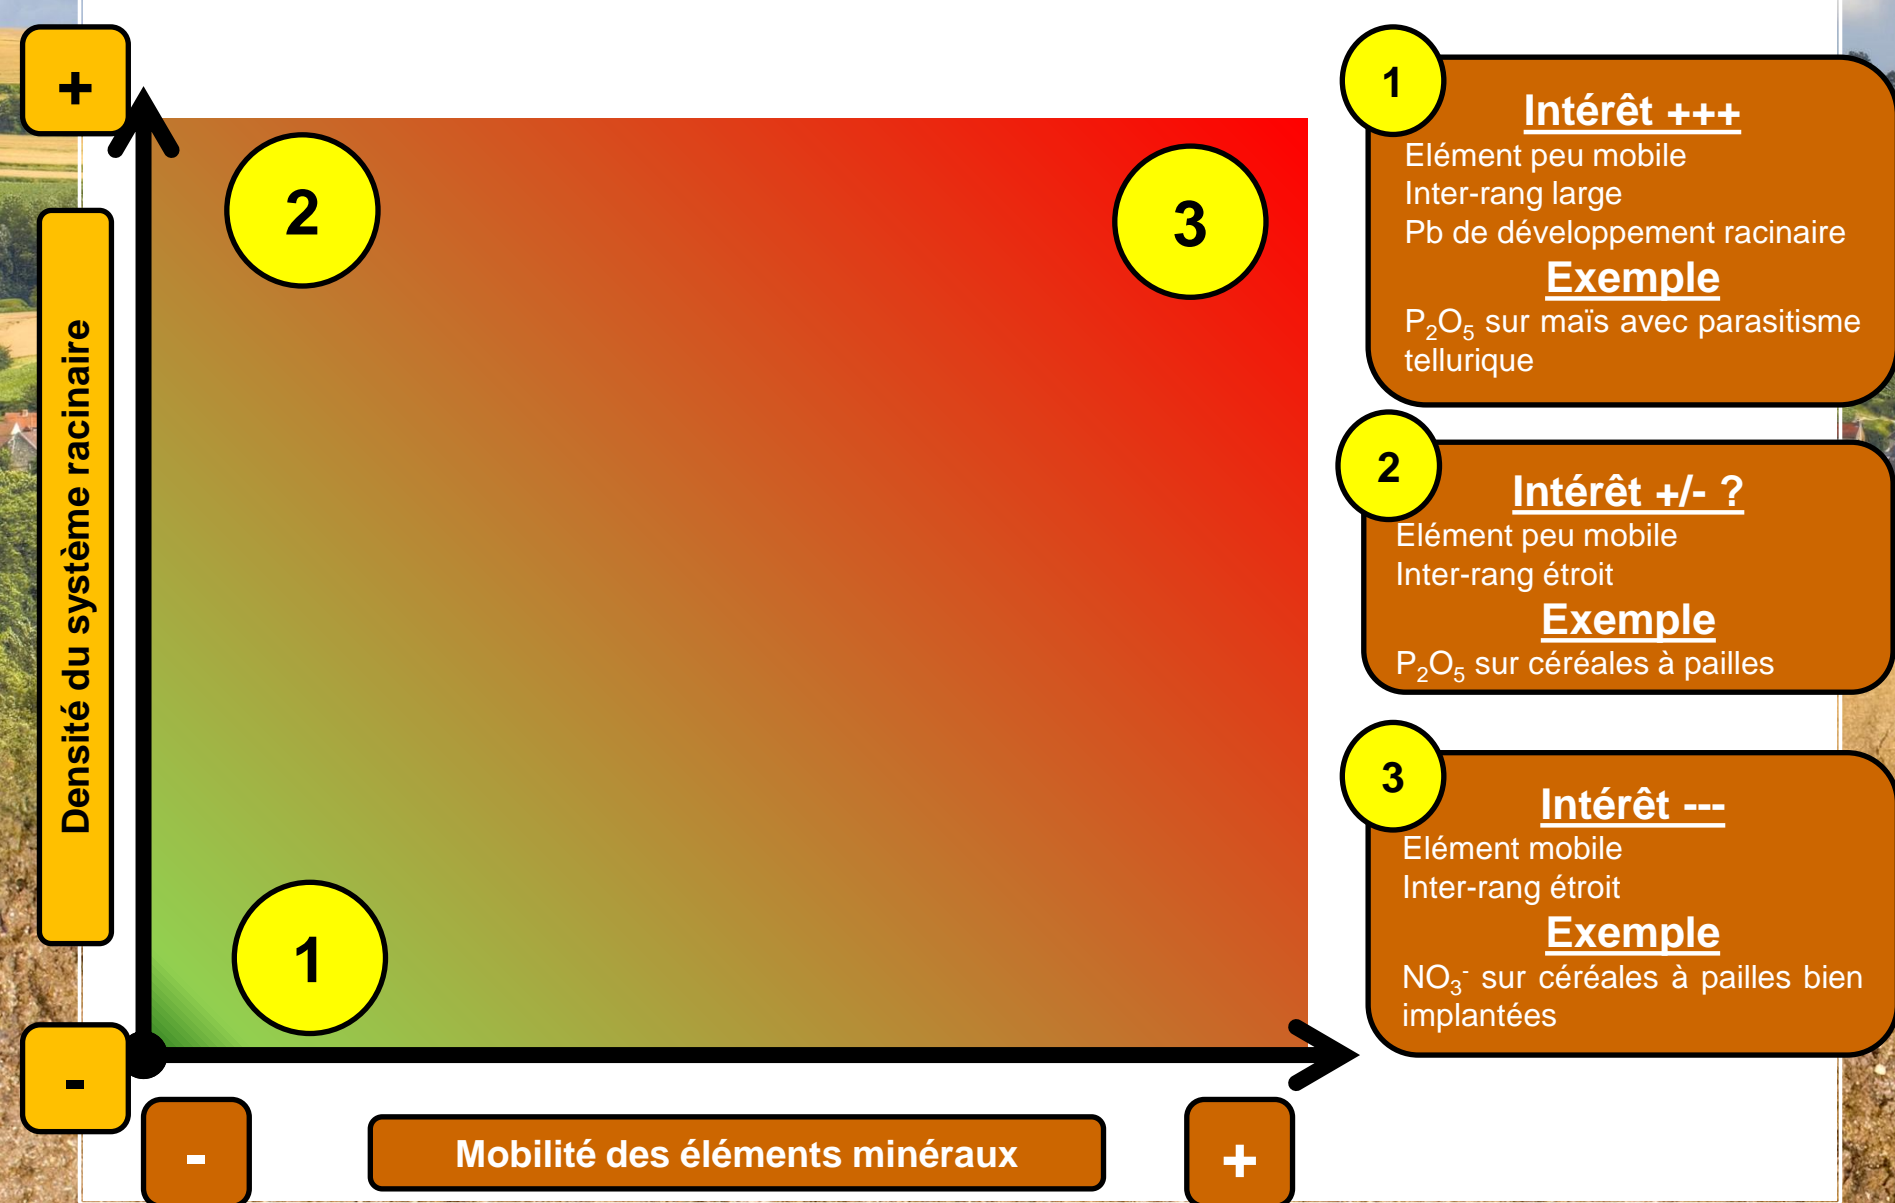 +
Densité du système racinaire
-
2
3
1
-
Mobilité des éléments minéraux
+
1
Intérêt +++
Elément peu mobile
Inter-rang large
Pb de développement racinaire
Exemple
P₂O₅ sur maïs avec parasitisme
tellurique
2
Intérêt +/- ?
Elément peu mobile
Inter-rang étroit
Exemple
P₂O₅ sur céréales à pailles
3
Intérêt ---
Elément mobile
Inter-rang étroit
Exemple
NO₃⁻ sur céréales à pailles bien
implantées